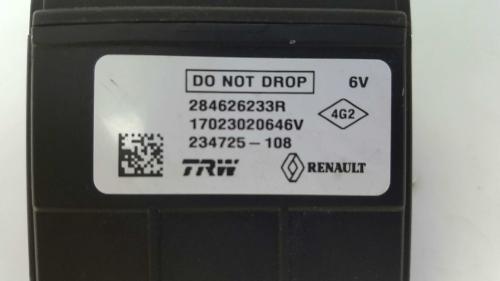 DO NOT DROP 6V
284626233R
17023020646V 4G2
234725-108
TRW RENAULT